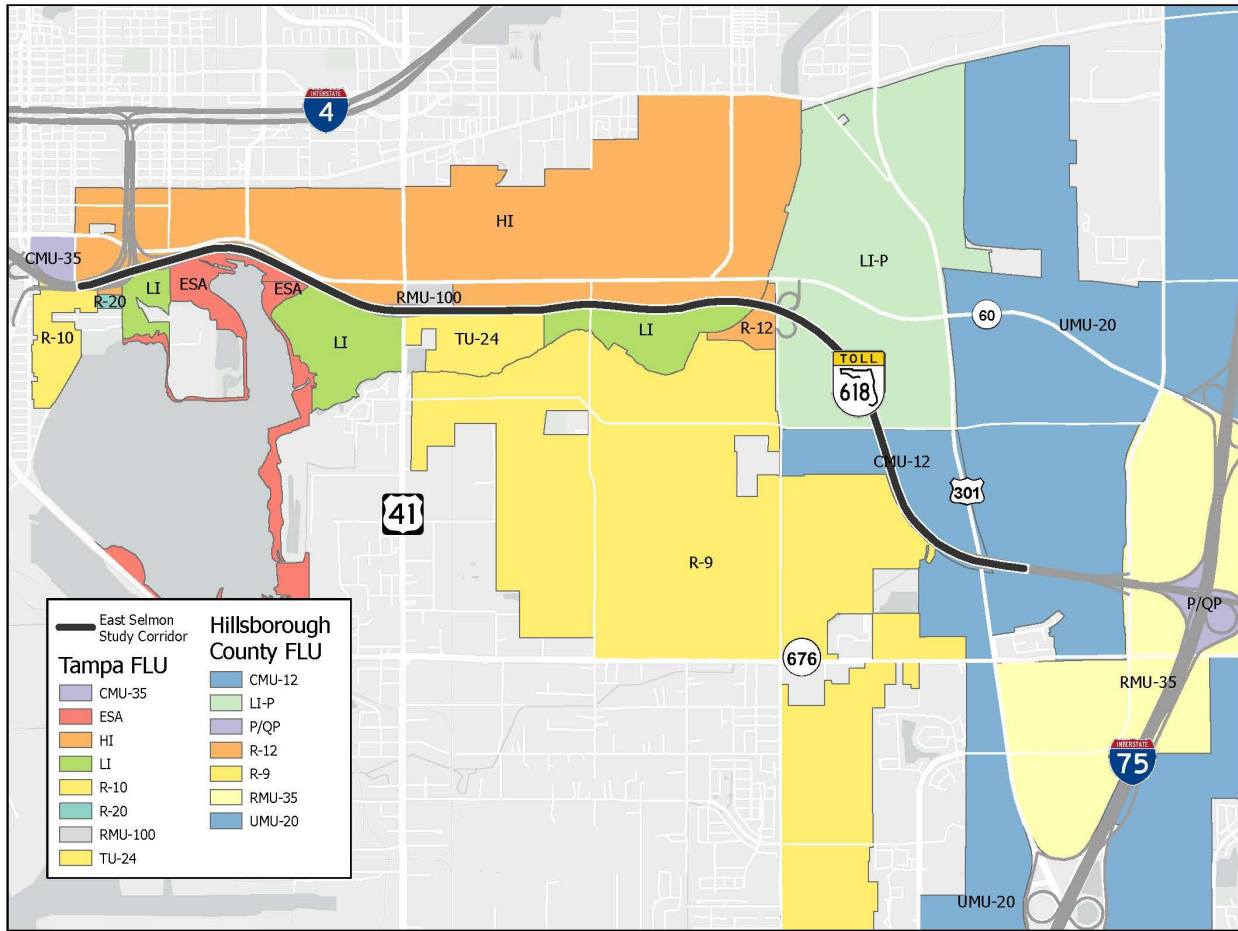 INTERSTATE
4
HI
CMU-35
ESA
ESA
LI
LI-P
R-20
RMU-100
60
UMU-20
R-10
LI
TU-24
LI
R-12
TOLL
618
CMU-12
301
41
R-9
P/QP
676
RMU-35
INTERSTATE
75
UMU-20
East Selmon
Study Corridor
Tampa FLU
CMU-35
ESA
HI
LI
R-10
R-20
RMU-100
TU-24
Hillsborough
County FLU
CMU-12
LI-P
P/QP
R-12
R-9
RMU-35
UMU-20